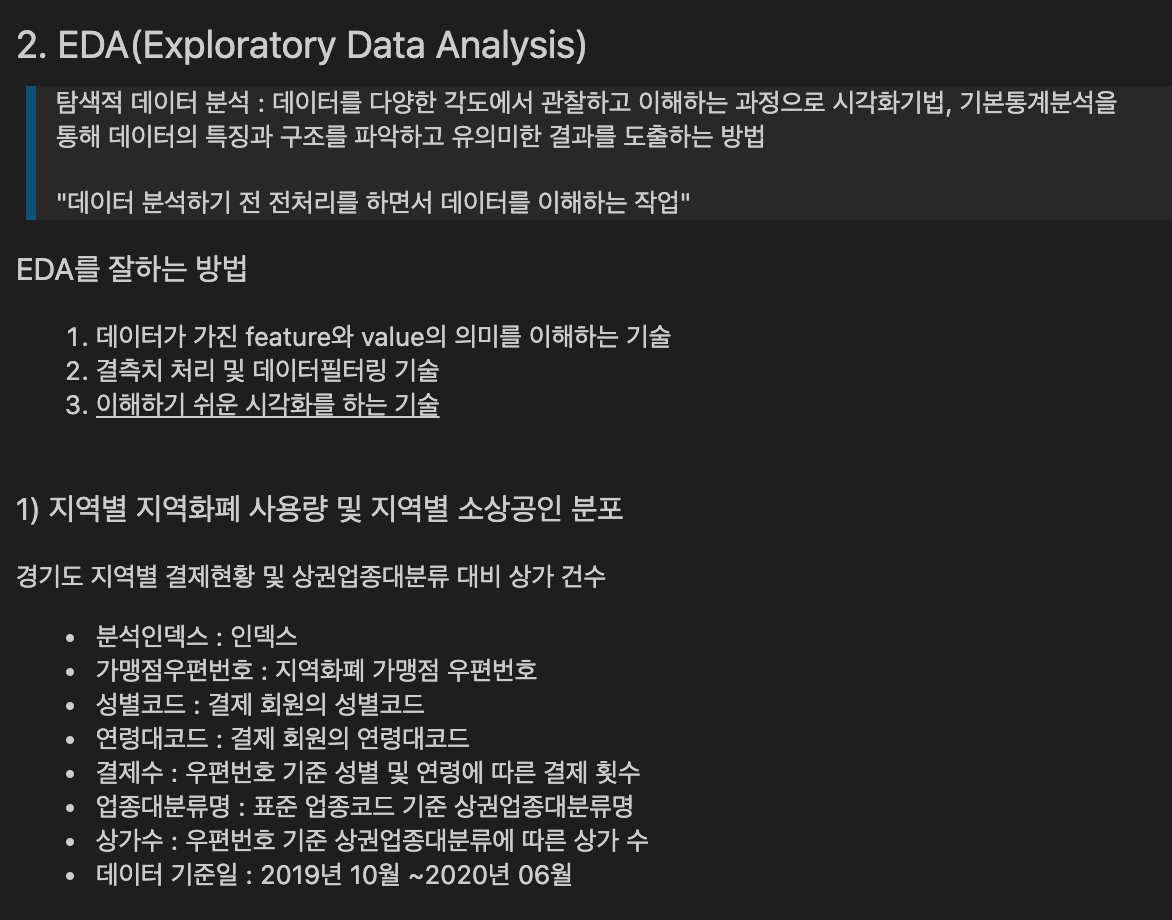 2. EDA(Exploratory Data Analysis)
탐색적 데이터 분석 : 데이터를 다양한 각도에서 관찰하고 이해하는 과정으로 시각화기법, 기본통계분석을
통해 데이터의 특징과 구조를 파악하고 유의미한 결과를 도출하는 방법
"데이터 분석하기 전 전처리를 하면서 데이터를 이해하는 작업"
EDA를 잘하는 방법
1. 데이터가 가진 feature와 value의 의미를 이해하는 기술
2. 결측치 처리 및 데이터필터링 기술
3. 이해하기 쉬운 시각화를 하는 기술
1) 지역별 지역화폐 사용량 및 지역별 소상공인 분포
경기도 지역별 결제현황 및 상권업종대분류 대비 상가 건수
• 분석인덱스 : 인덱스
• 가맹점우편번호 : 지역화폐 가맹점 우편번호
• 성별코드 : 결제 회원의 성별코드
• 연령대코드 : 결제 회원의 연령대코드
• 결제수 : 우편번호 기준 성별 및 연령에 따른 결제 횟수
• 업종대분류명 : 표준 업종코드 기준 상권업종대분류명
• 상가수 : 우편번호 기준 상권업종대분류에 따른 상가 수
• 데이터 기준일 : 2019년 10월 ~2020년 06월